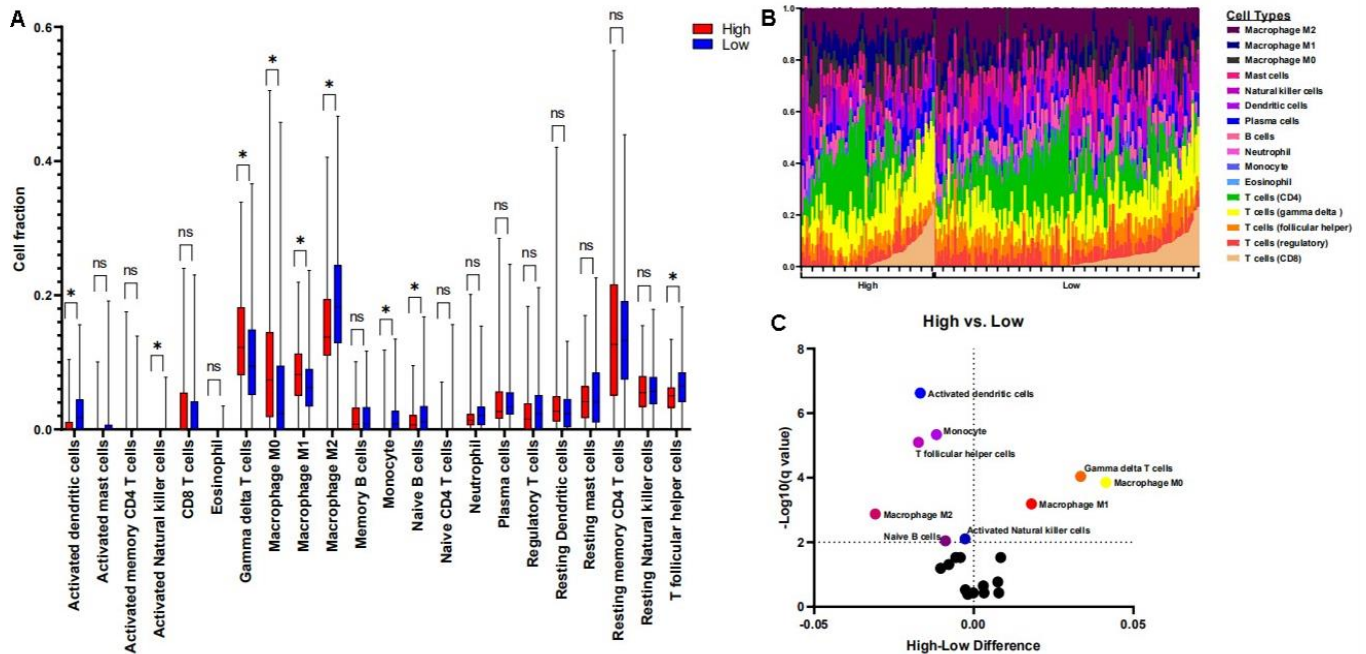 A
High
Low
Cell fraction
0.6
0.4
0.2
0.0
*
ns
ns
*
ns
ns
*
*
*
*
ns
*
*
ns
ns
ns
ns
ns
ns
ns
ns
*
Activated dendritic cells
Activated mast cells
Activated memory CD4 T cells
Activated Natural killer cells
CD8 T cells
Eosinophil
Gamma delta T cells
Macrophage M0
Macrophage M1
Macrophage M2
Memory B cells
Monocyte
Naive B cells
Naive CD4 T cells
Neutrophil
Plasma cells
Regulatory T cells
Resting Dendritic cells
Resting mast cells
Resting memory CD4 T cells
Resting Natural killer cells
T follicular helper cells
B
1.0
0.8
0.6
0.4
0.2
0.0
High
Low
Cell Types
Macrophage M2
Macrophage M1
Macrophage M0
Mast cells
Natural killer cells
Dendritic cells
Plasma cells
B cells
Neutrophil
Monocyte
Eosinophil
T cells (CD4)
T cells (gamma delta )
T cells (follicular helper)
T cells (regulatory)
T cells (CD8)
C
High vs. Low
-Log10(q value)
8
6
4
2
0
Activated dendritic cells
Monocyte
T follicular helper cells
Gamma delta T cells
Macrophage M0
Macrophage M1
Macrophage M2
Activated Natural killer cells
Naive B cells
-0.05
0.00
0.05
High-Low Difference